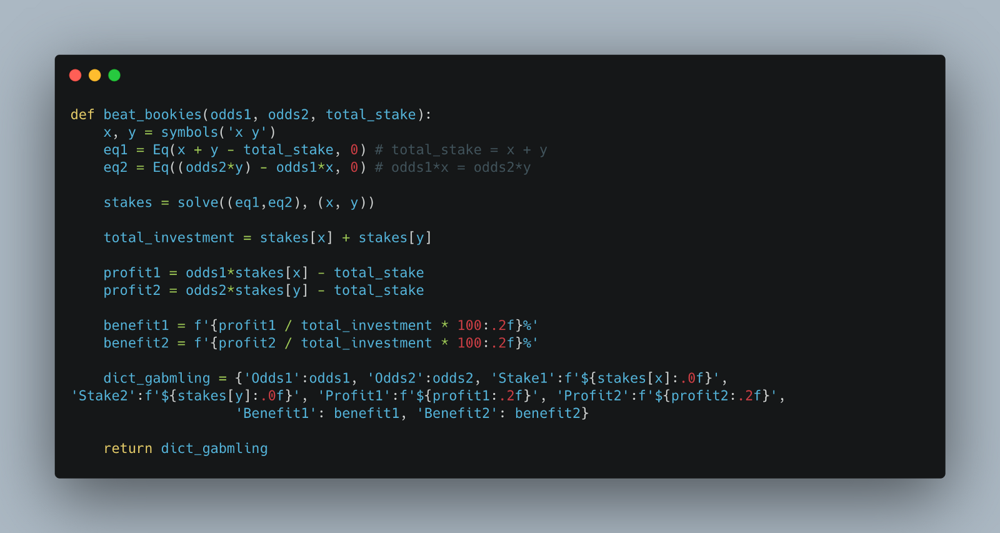 def beat_bookies(odds1, odds2, total_stake):
    x, y = symbols('x y')
    eq1 = Eq(x + y - total_stake, 0) # total_stake = x + y
    eq2 = Eq((odds2*y) - odds1*x, 0) # odds1*x = odds2*y
    stakes = solve((eq1,eq2), (x, y))
    total_investment = stakes[x] + stakes[y]
    profit1 = odds1*stakes[x] - total_stake
    profit2 = odds2*stakes[y] - total_stake
    benefit1 = f'{profit1 / total_investment * 100:.2f}%'
    benefit2 = f'{profit2 / total_investment * 100:.2f}%'
    dict_gabmling = {'Odds1':odds1, 'Odds2':odds2, 'Stake1':f'${stakes[x]:.0f}',
'Stake2':f'${stakes[y]:.0f}', 'Profit1':f'${profit1:.2f}', 'Profit2':f'${profit2:.2f}',
                    'Benefit1': benefit1, 'Benefit2': benefit2}
    return dict_gabmling